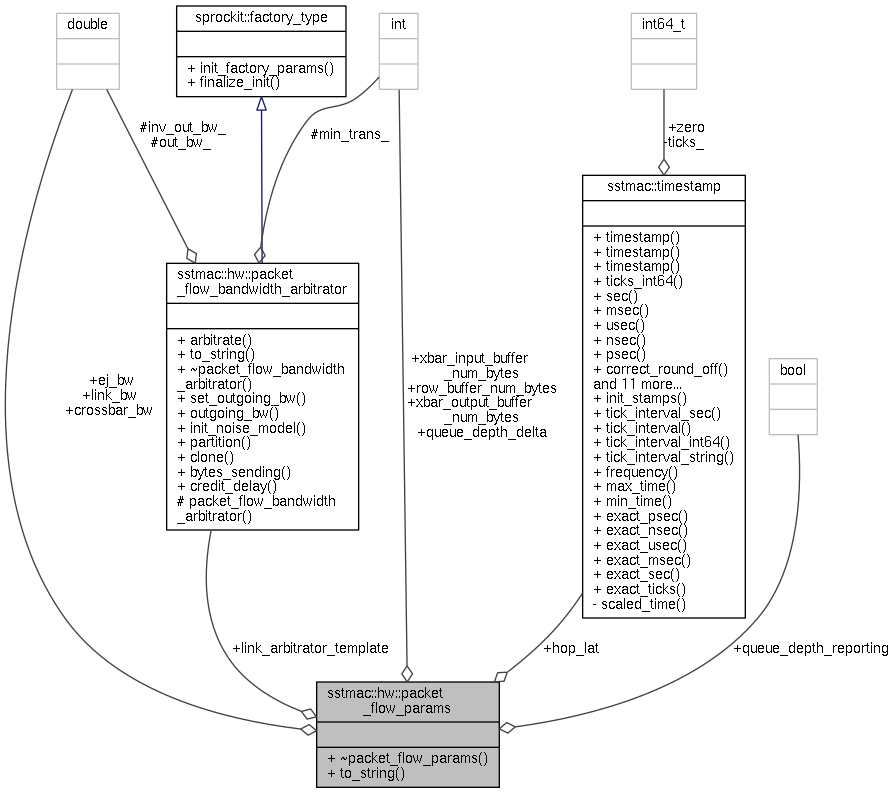 double
sprockit::factory_type
+ init_factory_params()
+ finalize_init()
int
int64_t
#inv_out_bw_
#out_bw_
#min_trans_
+zero
-ticks_
sstmac::hw::packet
_flow_bandwidth_arbitrator
+ arbitrate()
+ to_string()
+ ~packet_flow_bandwidth
_arbitrator()
+ set_outgoing_bw()
+ outgoing_bw()
+ init_noise_model()
+ partition()
+ clone()
+ bytes_sending()
+ credit_delay()
# packet_flow_bandwidth
_arbitrator()
sstmac::timestamp
+ timestamp()
+ timestamp()
+ timestamp()
+ ticks_int64()
+ sec()
+ msec()
+ usec()
+ nsec()
+ psec()
+ correct_round_off()
and 11 more...
+ init_stamps()
+ tick_interval_sec()
+ tick_interval()
+ tick_interval_int64()
+ tick_interval_string()
+ frequency()
+ max_time()
+ min_time()
+ exact_psec()
+ exact_nsec()
+ exact_usec()
+ exact_msec()
+ exact_sec()
+ exact_ticks()
- scaled_time()
bool
+ej_bw
+link_bw
+crossbar_bw
+xbar_input_buffer
_num_bytes
+row_buffer_num_bytes
+xbar_output_buffer
_num_bytes
+queue_depth_delta
+link_arbitrator_template
+hop_lat
+queue_depth_reporting
sstmac::hw::packet
_flow_params
+ ~packet_flow_params()
+ to_string()